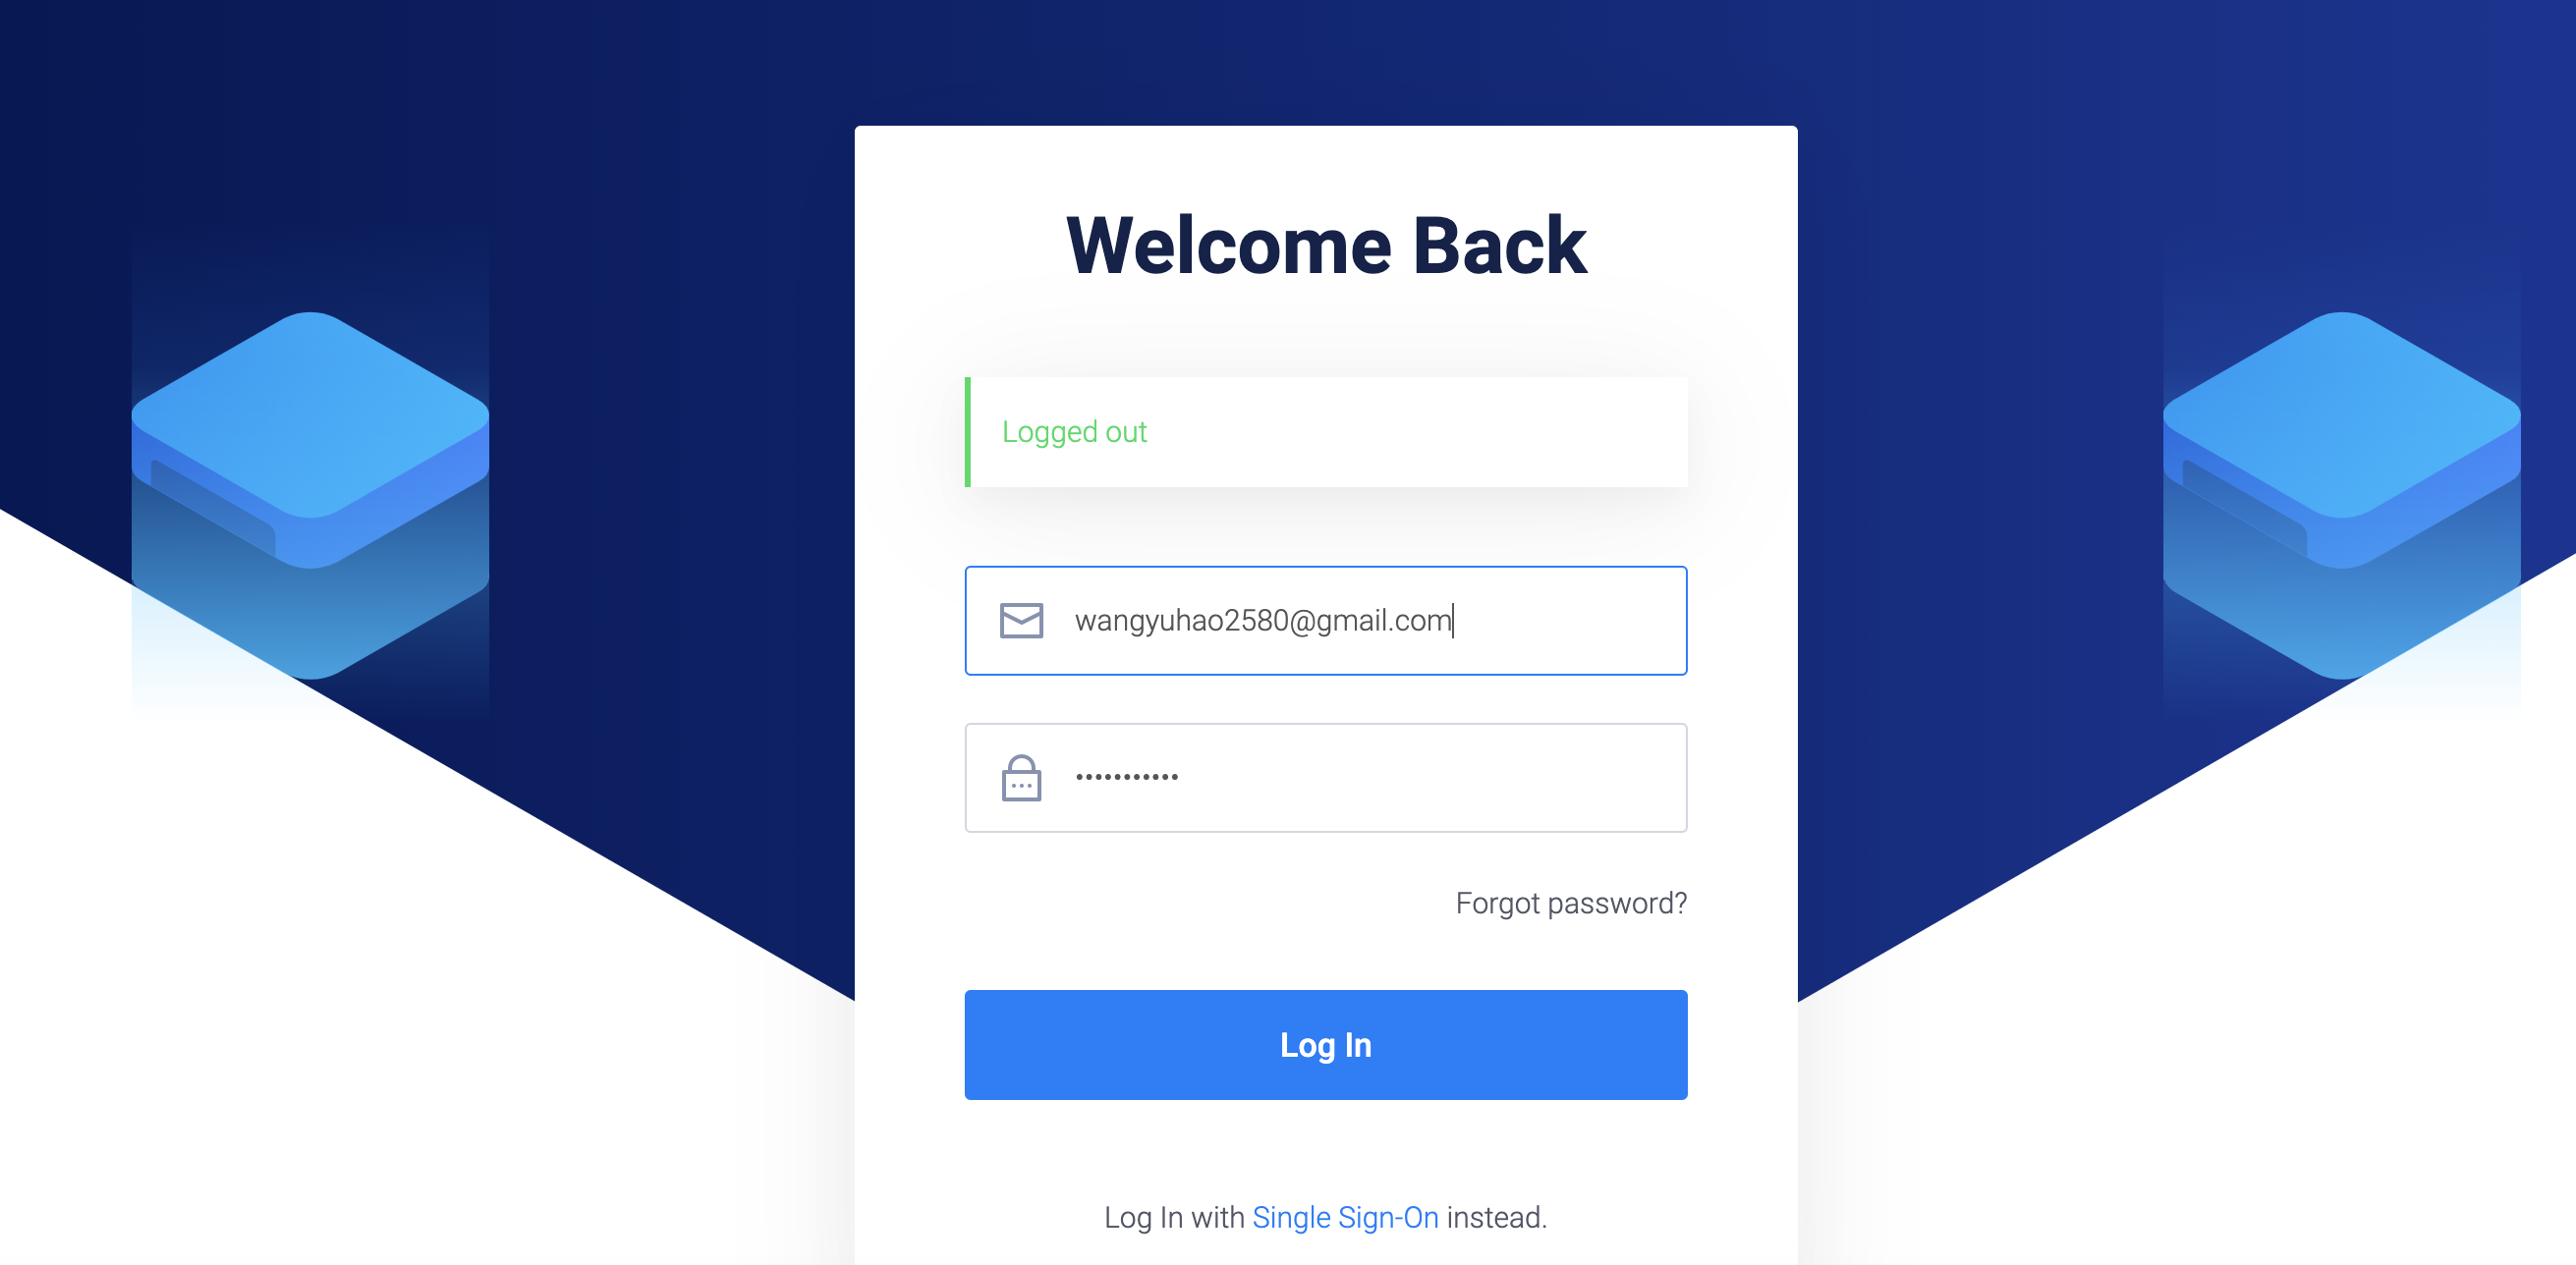 Welcome Back
Logged out
wangyuhao2580@gmail.com
•••••••••••
Forgot password?
Log In
Log In with Single Sign-On instead.